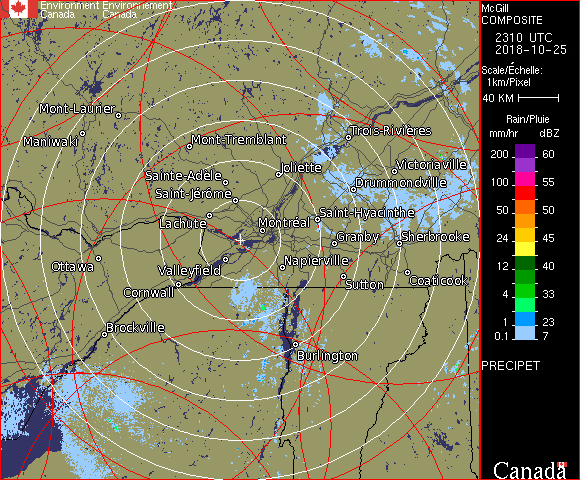 Environment Environnement
Canada Canada
McGill
COMPOSITE
2310 UTC
2018-10-25
Scale/Échelle:
1km/Pixel
40 KM
Rain/Pluie
mm/hr dBZ
200 60
100 55
50 50
24 45
12 40
4 33
1 23
0.1 7
PRECIPET
Canada
Mont-Laurier
Maniwaki
Mont-Tremblant
Trois-Rivières
Victoriaville
Joliette
Sainte-Adèle
Drummondville
Saint-Jérôme
Saint-Hyacinthe
Lachute
Montréal
Granby
Sherbrooke
Ottawa
Valleyfield
Napierville
Cornwall
Sutton
Coaticook
Brockville
Burlington